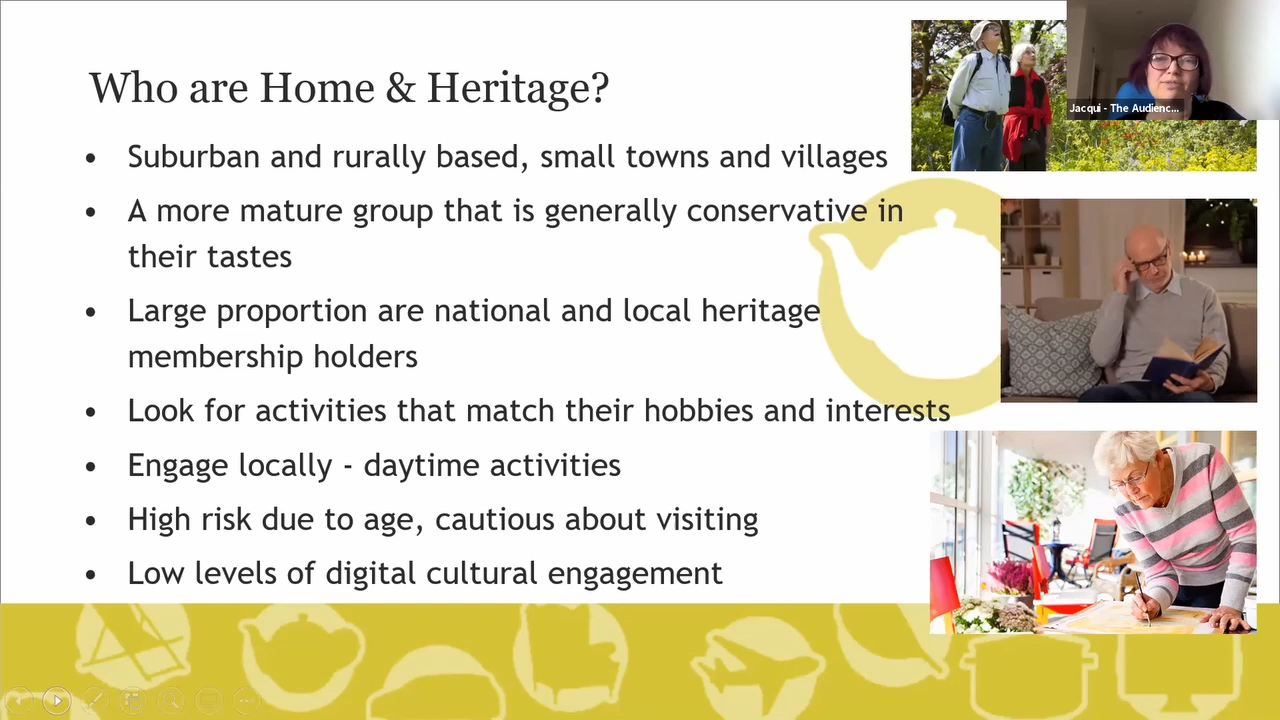 Who are Home & Heritage?
• Suburban and rurally based, small towns and villages
• A more mature group that is generally conservative in
their tastes
• Large proportion are national and local heritage
membership holders
• Look for activities that match their hobbies and interests
• Engage locally - daytime activities
• High risk due to age, cautious about visiting
• Low levels of digital cultural engagement
Jacqui - The Audienc...